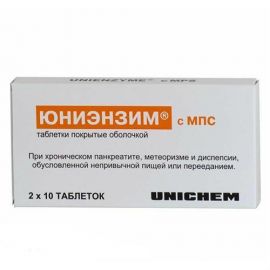 UNIENZYME® c MPS
ЮНИЭНЗИМ® с МПС
таблетки покрытые оболочкой
При хроническом панкреатите, метеоризме и диспепсии,
обусловленной непривычной пищей или перееданием.
2 x 10 ТАБЛЕТОК
UNICHEM